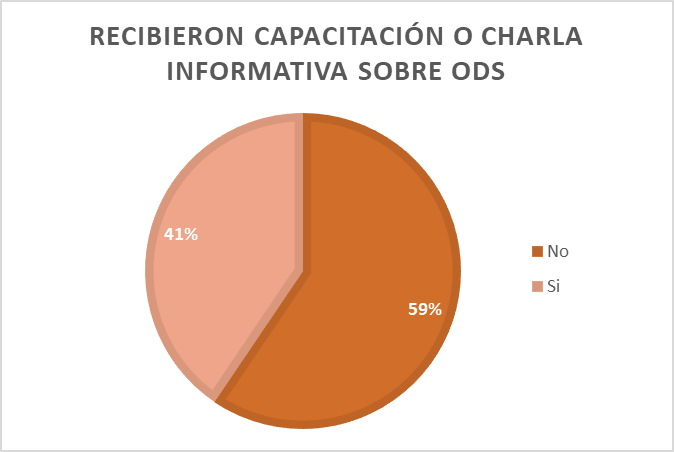 RECIBIERON CAPACITACIÓN O CHARLA
INFORMATIVA SOBRE ODS
41%
59%
No
Si